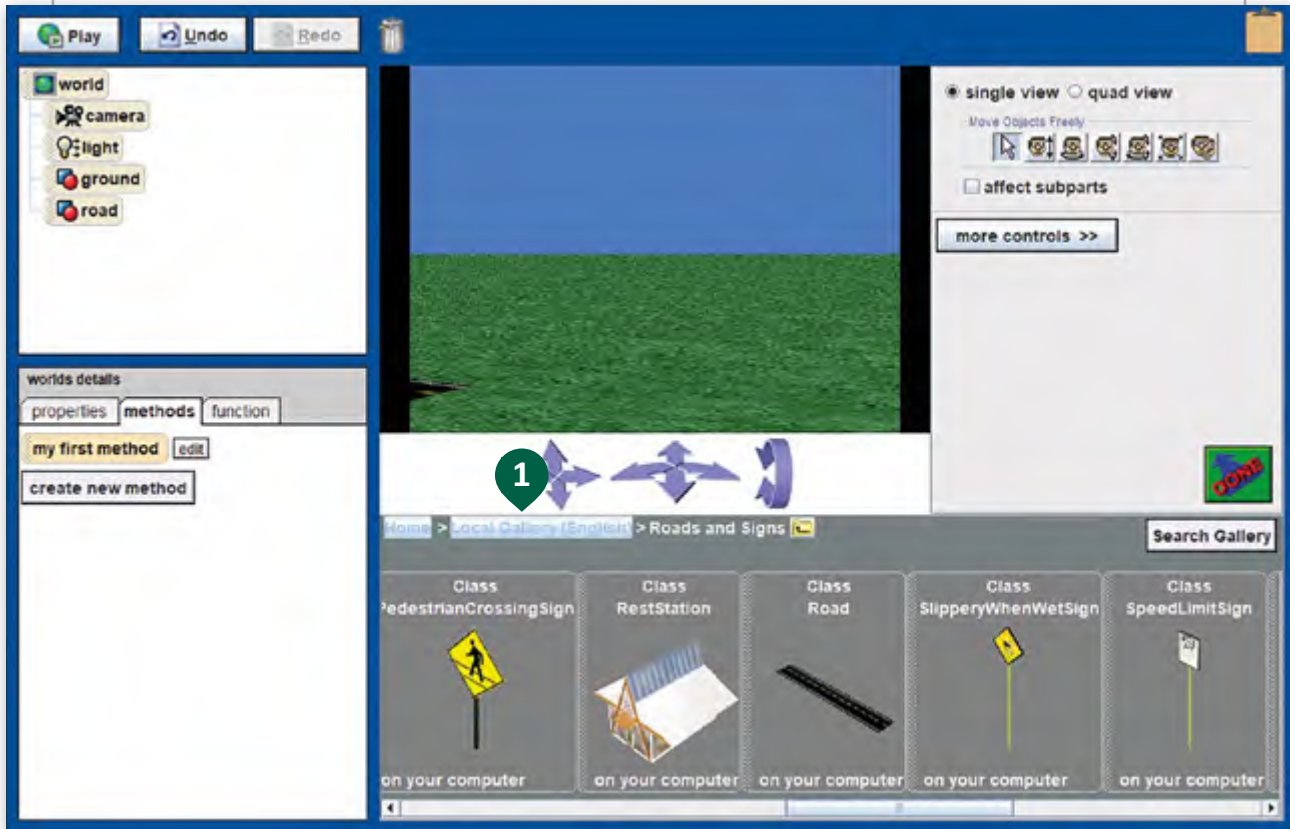 Play
Undo
Redo
world
camera
light
ground
road
single view
quad view
Move Objects Freely
affect subparts
more controls >>
worlds details
properties
methods
function
my first method
edit
create new method
DONE
1
Home > Local Gallery (English) > Roads and Signs
Search Gallery
Class
PedestrianCrossingSign
on your computer
Class
RestStation
on your computer
Class
Road
on your computer
Class
SlipperyWhenWetSign
on your computer
Class
SpeedLimitSign
on your computer